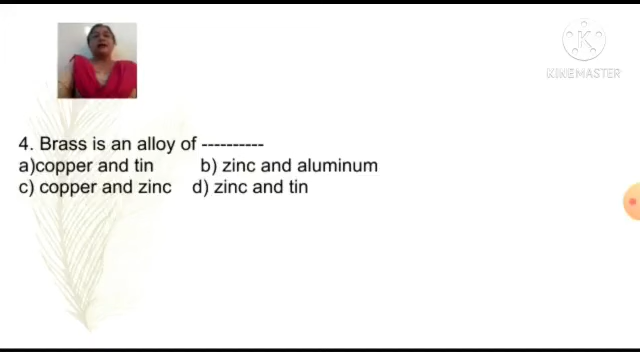 KINEMASTER
4. Brass is an alloy of ----------
a)copper and tin b) zinc and aluminum
c) copper and zinc d) zinc and tin